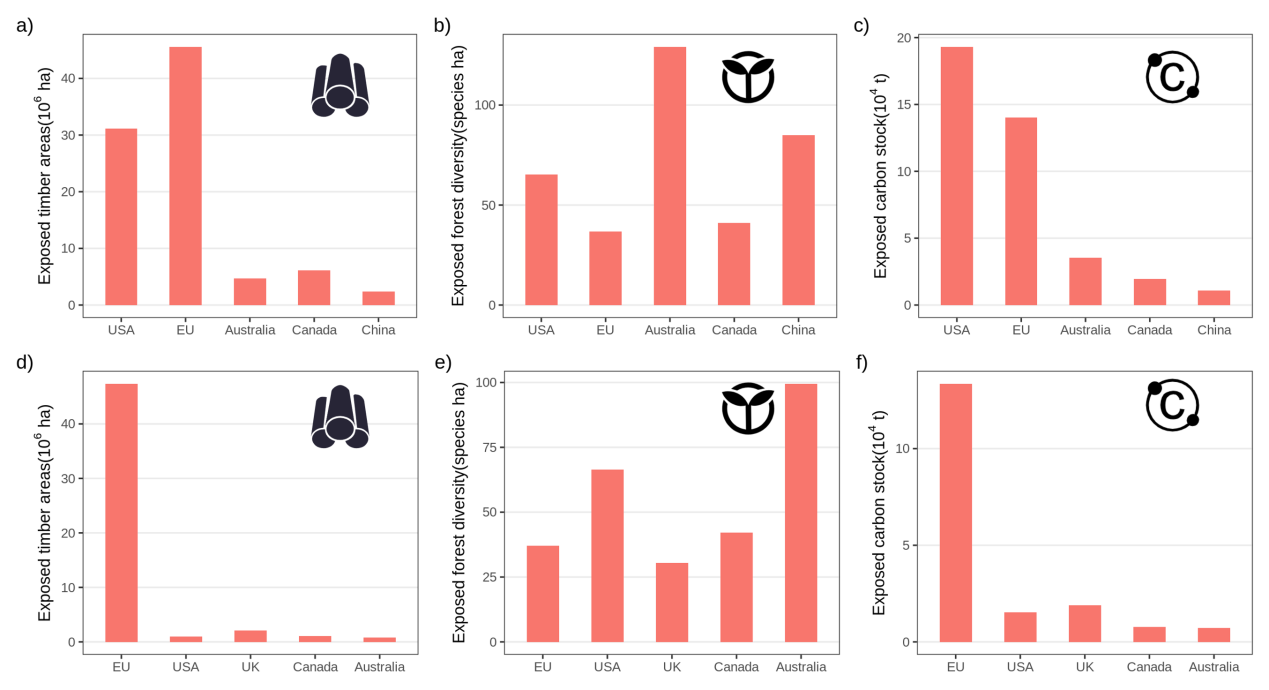 a)
Exposed timber areas(10⁶ ha)
40
30
20
10
0
USA EU Australia Canada China
b)
Exposed forest diversity(species ha)
100
50
0
USA EU Australia Canada China
c)
Exposed carbon stock(10⁴ t)
20
15
10
5
0
C
USA EU Australia Canada China
d)
Exposed timber areas(10⁶ ha)
40
30
20
10
0
EU USA UK Canada Australia
e)
Exposed forest diversity(species ha)
100
75
50
25
0
EU USA UK Canada Australia
f)
Exposed carbon stock(10⁴ t)
10
5
0
C
EU USA UK Canada Australia